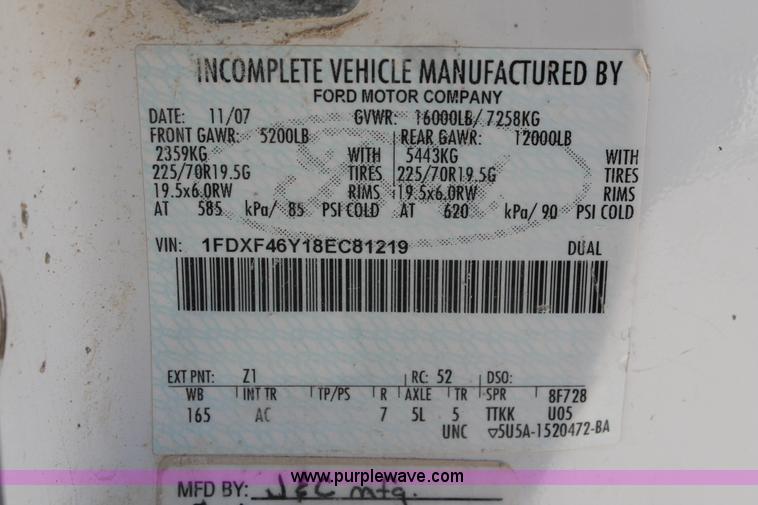 INCOMPLETE VEHICLE MANUFACTURED BY
FORD MOTOR COMPANY
DATE: 11/07 GVWR: 16000LB/ 7258KG
FRONT GAWR: 5200LB REAR GAWR: 12000LB
2359KG WITH 5443KG WITH
225/70R19.5G TIRES 225/70R19.5G TIRES
19.5x6.0RW RIMS 19.5x6.0RW RIMS
AT 585 kPa/ 85 PSI COLD AT 620 kPa/ 90 PSI COLD
VIN: 1FDXF46Y18EC81219 DUAL
EXT PNT: Z1 RC: 52 DSO:
WB INT TR TP/PS R AXLE TR SPR 8F728
165 AC 7 5L 5 TTKK U05
UNC ▽5U5A-1520472-BA
www.purplewave.com
MFD BY: J&C mfg.